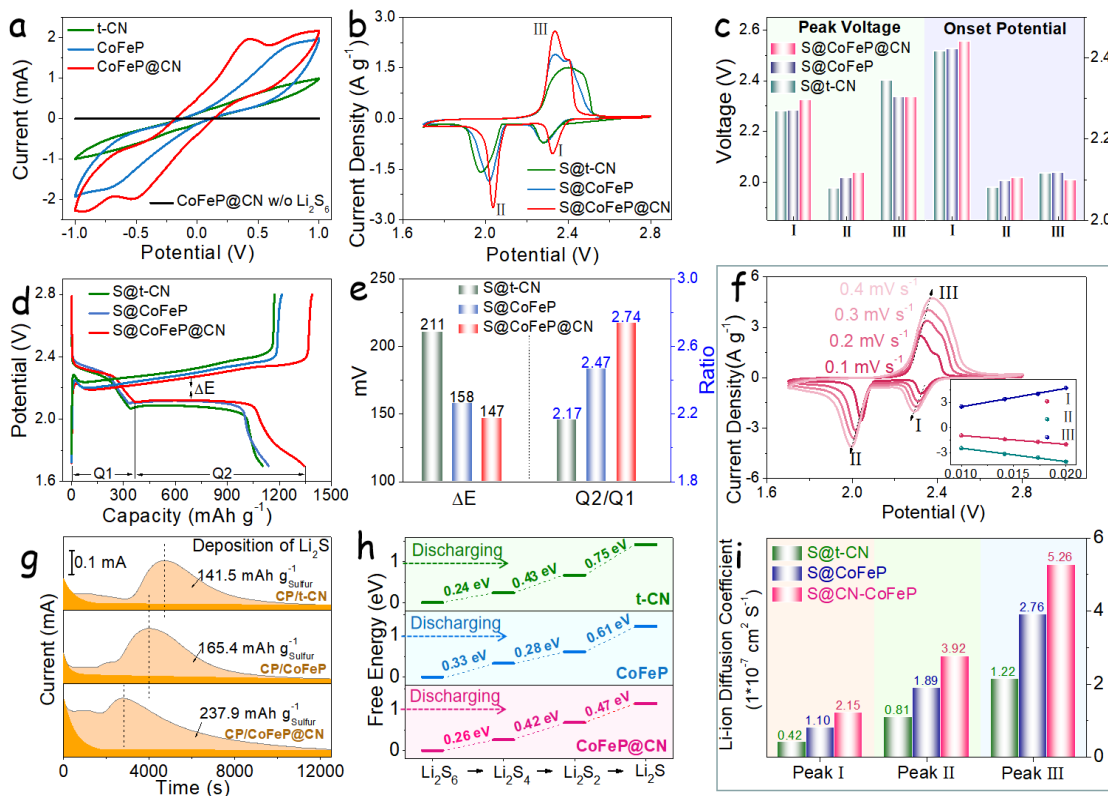 a
t-CN
CoFeP
CoFeP@CN
CoFeP@CN w/o Li₂S₆
Current (mA)
2
1
0
-1
-2
-1.0 -0.5 0.0 0.5 1.0
Potential (V)
b
III
I
II
S@t-CN
S@CoFeP
S@CoFeP@CN
Current Density (A g⁻¹)
3.0
1.5
0.0
-1.5
-3.0
1.6 2.0 2.4 2.8
Potential (V)
c
Peak Voltage Onset Potential
S@CoFeP@CN
S@CoFeP
S@t-CN
Voltage (V)
2.6
2.4
2.2
2.0
2.4
2.2
2.0
I II III I II III
d
S@t-CN
S@CoFeP
S@CoFeP@CN
ΔE
Q1 Q2
Potential (V)
2.8
2.4
2.0
1.6
0 300 600 900 1200 1500
Capacity (mAh g⁻¹)
e
S@t-CN
S@CoFeP
S@CoFeP@CN
211
158
147
2.17
2.47
2.74
mV
250
200
150
100
Ratio
3.0
2.6
2.2
1.8
ΔE Q2/Q1
f
0.4 mV s⁻¹
0.3 mV s⁻¹
0.2 mV s⁻¹
0.1 mV s⁻¹
III
I
II
Current Density(A g⁻¹)
6
3
0
-3
-6
1.6 2.0 2.4 2.8
Potential (V)
3
0
-3
I
II
III
0.010 0.015 0.020
g
0.1 mA
Deposition of Li₂S
141.5 mAh g⁻¹Sulfur
CP/t-CN
165.4 mAh g⁻¹Sulfur
CP/CoFeP
237.9 mAh g⁻¹Sulfur
CP/CoFeP@CN
Current (mA)
0 4000 8000 12000
Time (s)
h
Discharging
0.24 eV
0.43 eV
0.75 eV
t-CN
Discharging
0.33 eV
0.28 eV
0.61 eV
CoFeP
Discharging
0.26 eV
0.42 eV
0.47 eV
CoFeP@CN
Free Energy (eV)
1
0
1
0
1
0
Li₂S₆ Li₂S₄ Li₂S₂ Li₂S
i
S@t-CN
S@CoFeP
S@CN-CoFeP
0.42
1.10
2.15
0.81
1.89
3.92
1.22
2.76
5.26
Li-ion Diffusion Coefficient
(1*10⁻⁷ cm² s⁻¹)
6
4
2
0
Peak I Peak II Peak III